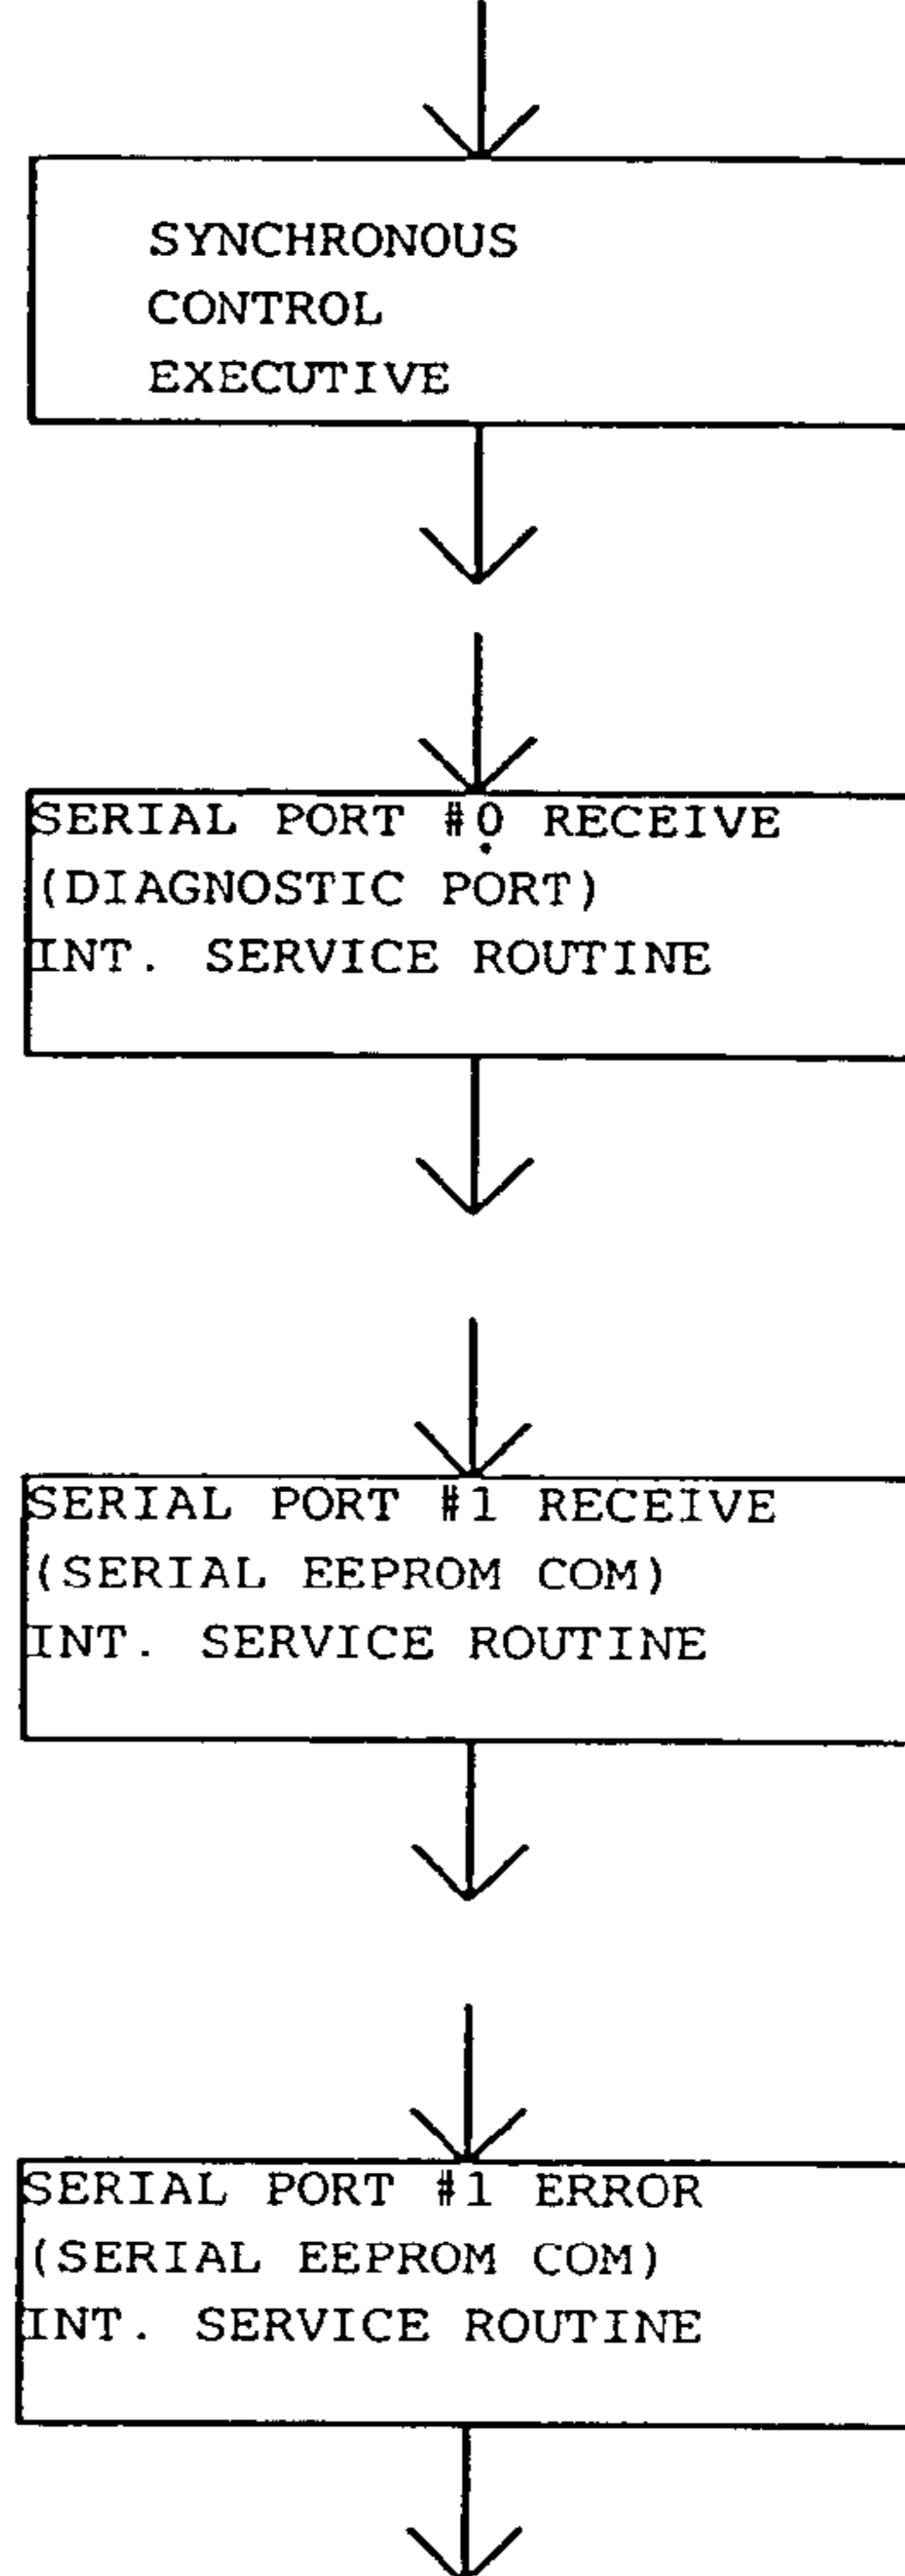 SYNCHRONOUS
CONTROL
EXECUTIVE
SERIAL PORT #0 RECEIVE
(DIAGNOSTIC PORT)
INT. SERVICE ROUTINE
SERIAL PORT #1 RECEIVE
(SERIAL EEPROM COM)
INT. SERVICE ROUTINE
SERIAL PORT #1 ERROR
(SERIAL EEPROM COM)
INT. SERVICE ROUTINE